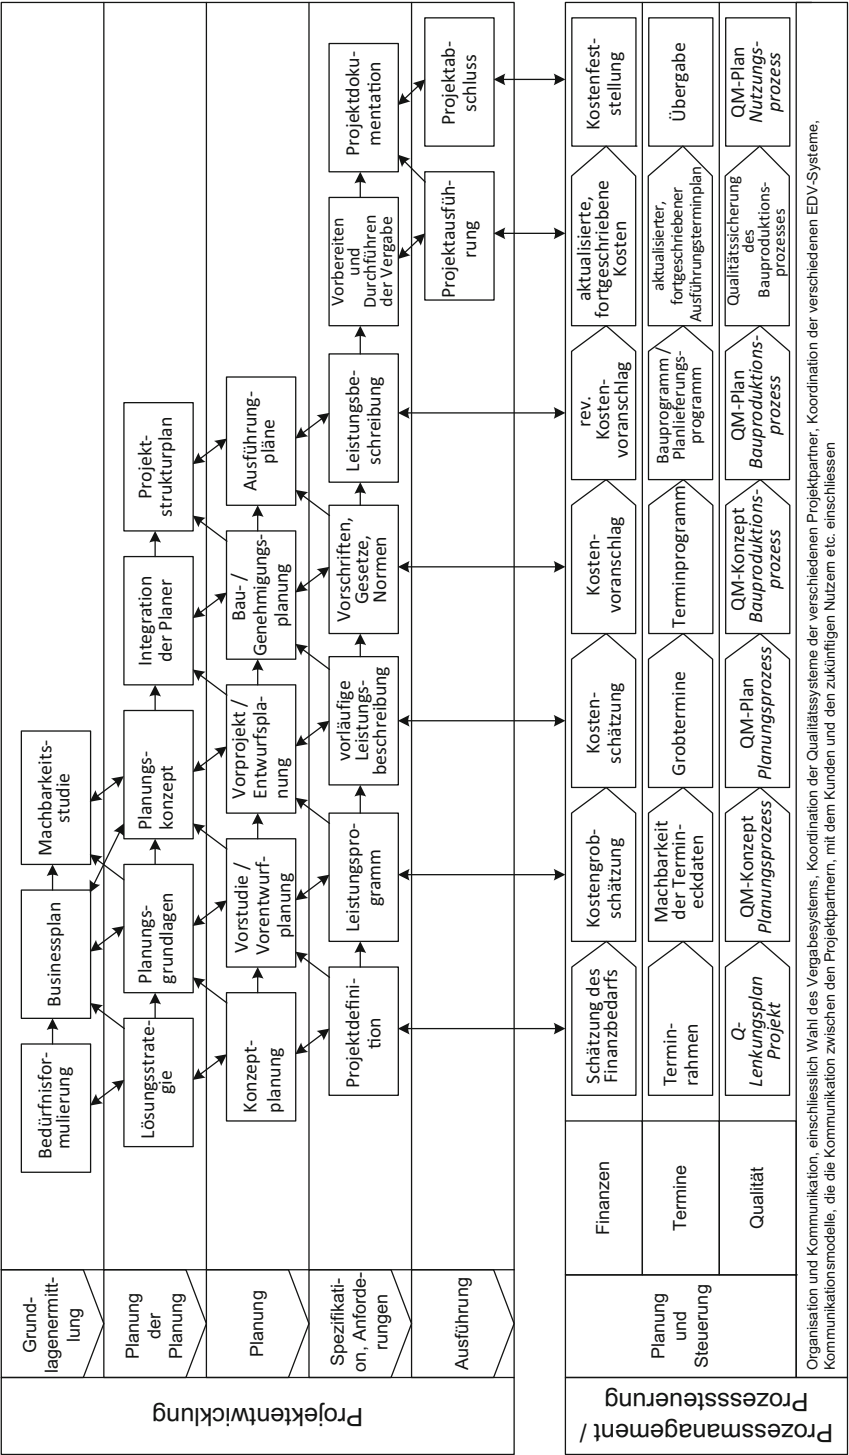 Projektentwicklung
Grund-
lagenermitt-
lung
Bedürfnisfor-
mulierung
Businessplan
Machbarkeits-
studie
Planung
der
Planung
Lösungsstrate-
gie
Planungs-
grundlagen
Planungs-
konzept
Integration
der Planer
Projekt-
strukturplan
Planung
Konzept-
planung
Vorstudie /
Vorentwurf-
planung
Vorprojekt /
Entwurfspla-
nung
Bau- /
Genehmigungs-
planung
Ausführung-
pläne
Spezifikati-
on, Anforde-
rungen
Projektdefini-
tion
Leistungspro-
gramm
vorläufige
Leistungs-
beschreibung
Vorschriften,
Gesetze,
Normen
Leistungsbe-
schreibung
Vorbereiten
und
Durchführen
der Vergabe
Projektdoku-
mentation
Ausführung
Projektausfüh-
rung
Projektab-
schluss
Prozessmanagement /
Prozesssteuerung
Planung
und
Steuerung
Finanzen
Schätzung des
Finanzbedarfs
Kostengrob-
schätzung
Kosten-
schätzung
Kosten-
voranschlag
rev.
Kosten-
voranschlag
aktualisierte,
fortgeschriebene
Kosten
Kostenfest-
stellung
Termine
Termin-
rahmen
Machbarkeit
der Termin-
eckdaten
Grobtermine
Terminprogramm
Bauprogramm /
Planlieferungs-
programm
aktualisierter,
fortgeschriebener
Ausführungsterminplan
Übergabe
Qualität
Q-
Lenkungsplan
Projekt
QM-Konzept
Planungsprozess
QM-Plan
Planungsprozess
QM-Konzept
Bauproduktions-
prozess
QM-Plan
Bauproduktions-
prozess
Qualitätssicherung
des
Bauproduktions-
prozesses
QM-Plan
Nutzungs-
prozess
Organisation und Kommunikation, einschliesslich Wahl des Vergabesystems, Koordination der Qualitätssysteme der verschiedenen Projektpartner, Koordination der verschiedenen EDV-Systeme,
Kommunikationsmodelle, die die Kommunikation zwischen den Projektpartnern, mit dem Kunden und den zukünftigen Nutzern etc. einschliessen